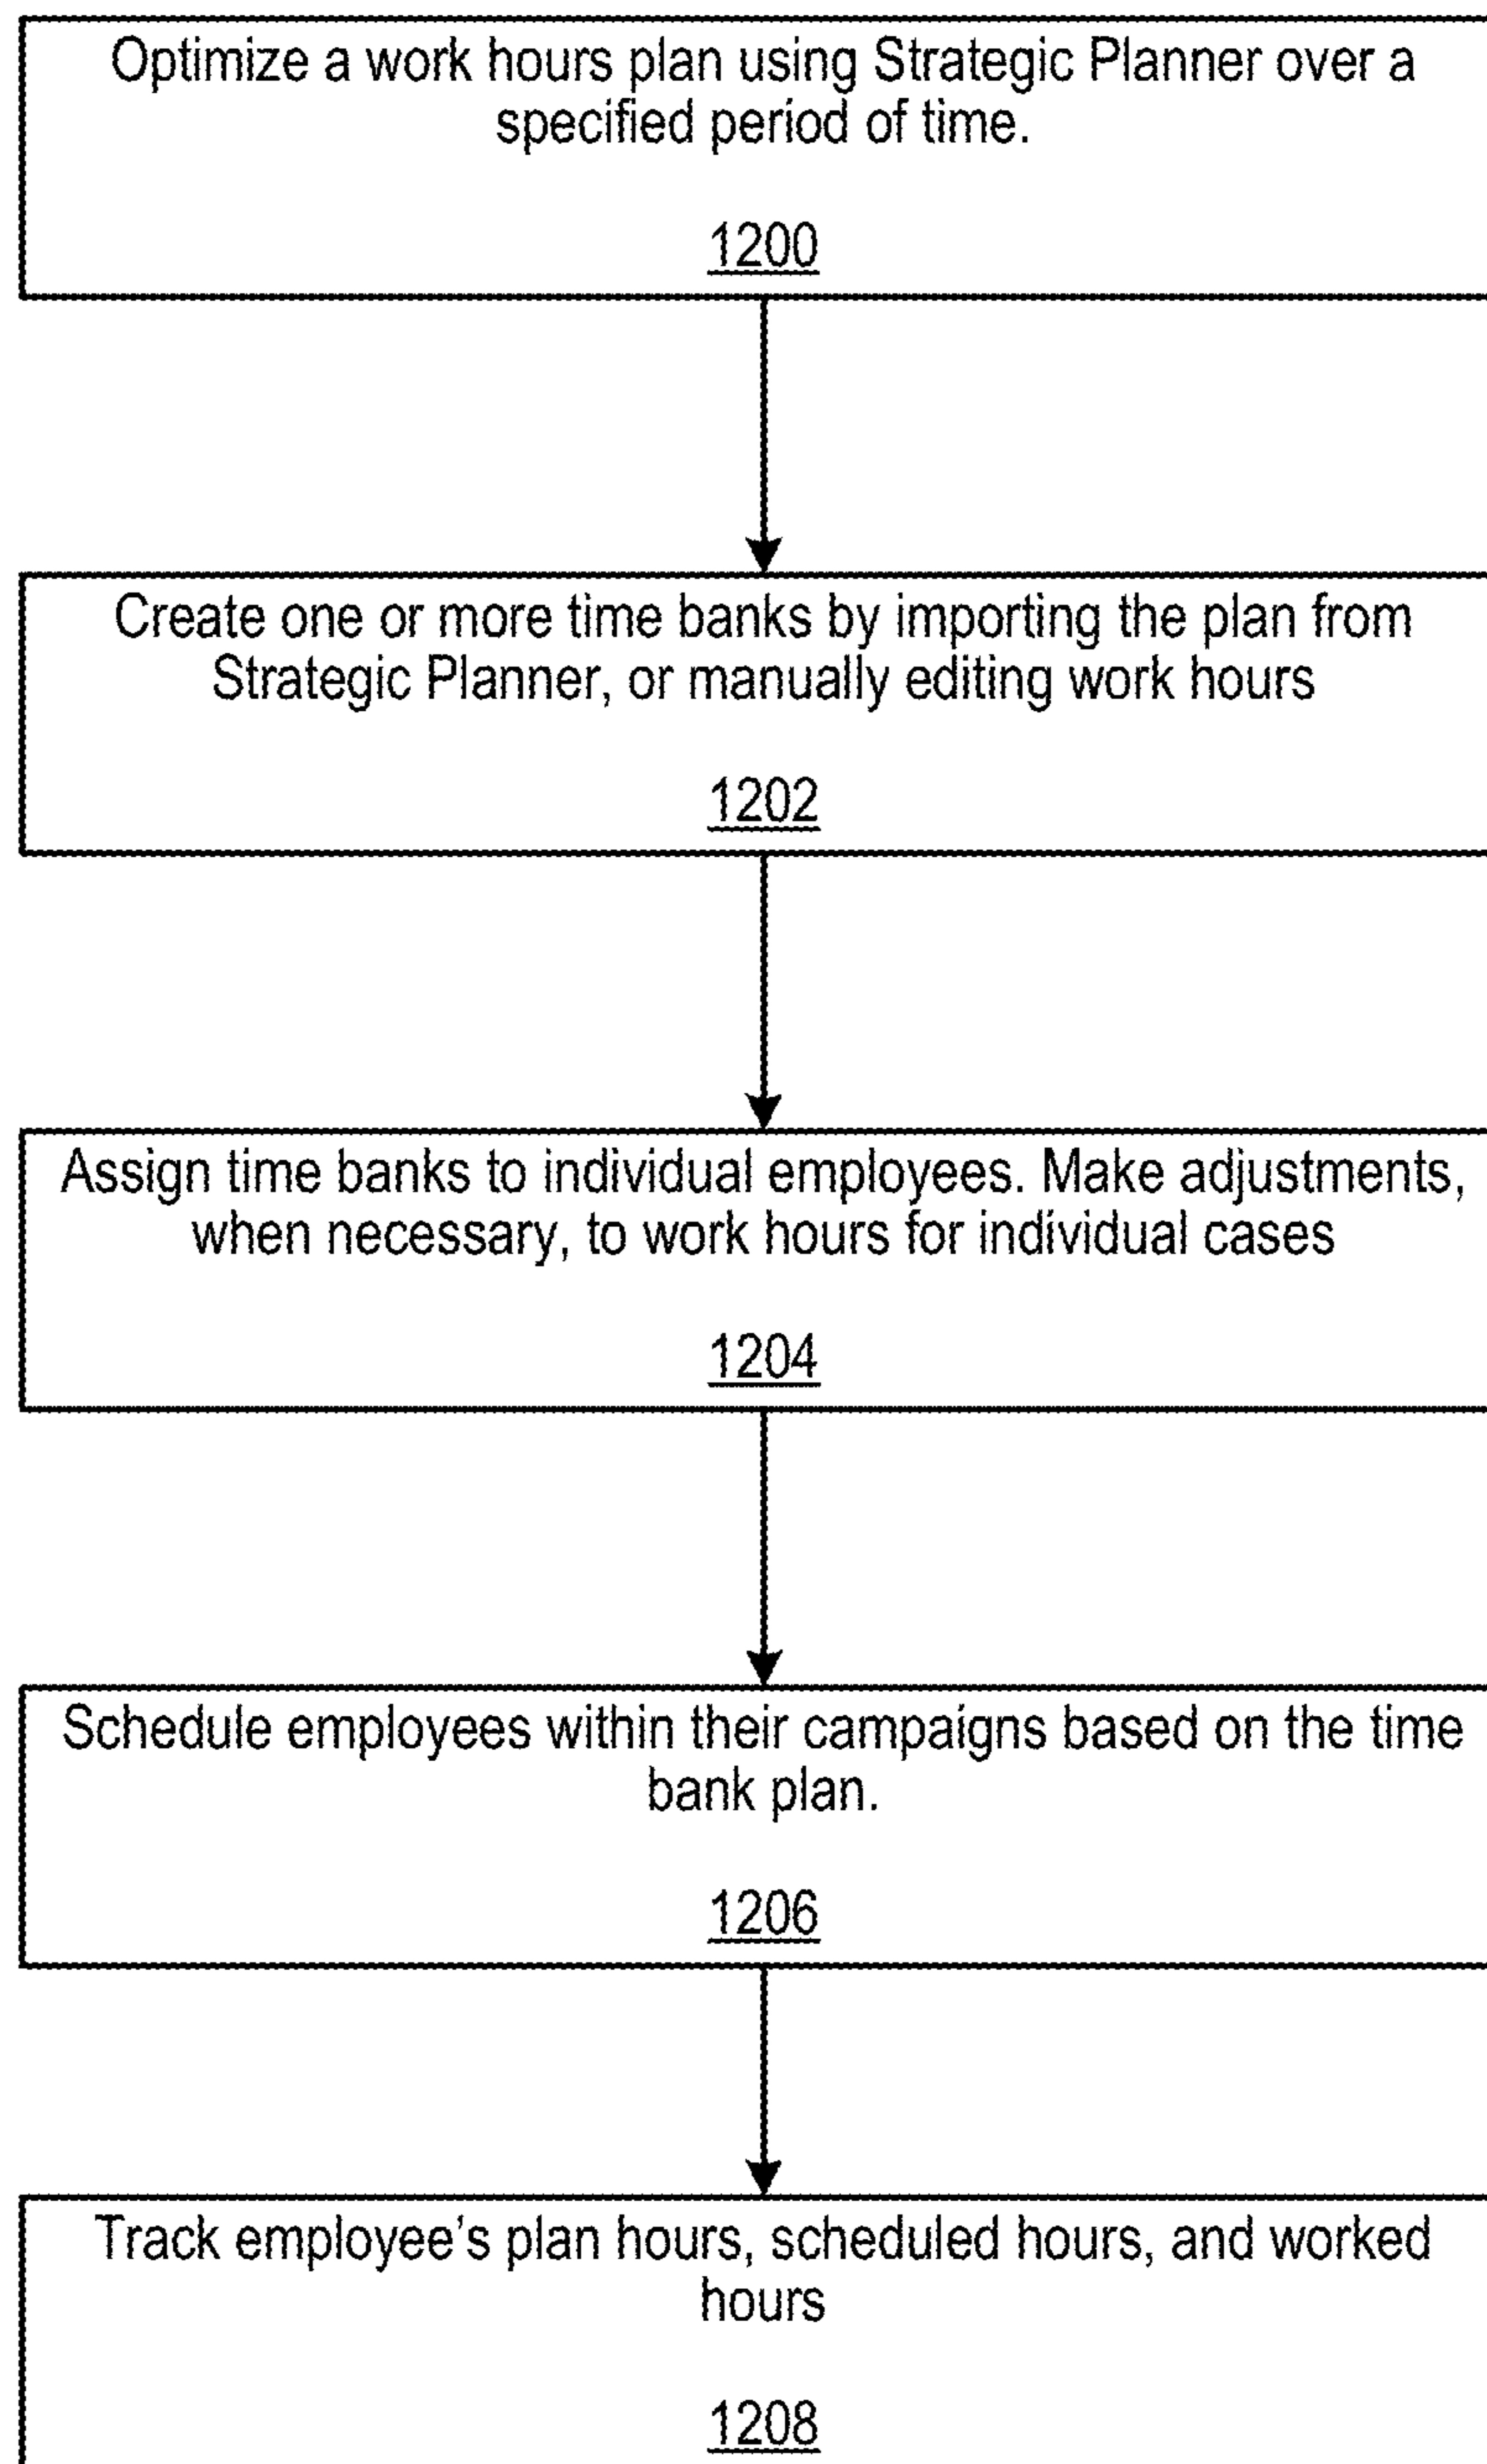 Optimize a work hours plan using Strategic Planner over a
specified period of time.
1200
Create one or more time banks by importing the plan from
Strategic Planner, or manually editing work hours
1202
Assign time banks to individual employees. Make adjustments,
when necessary, to work hours for individual cases
1204
Schedule employees within their campaigns based on the time
bank plan.
1206
Track employee’s plan hours, scheduled hours, and worked
hours
1208